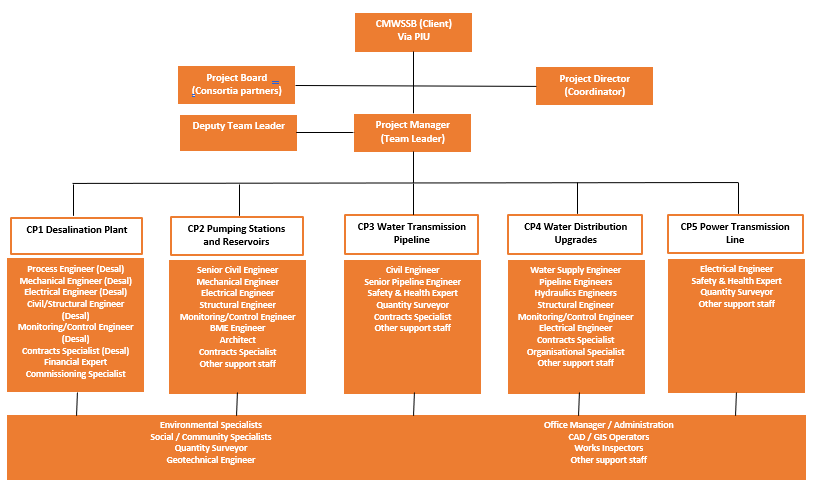 CMWSSB (Client)
Via PIU
Project Board
(Consortia partners)
Project Director
(Coordinator)
Deputy Team Leader
Project Manager
(Team Leader)
CP1 Desalination Plant
CP2 Pumping Stations
and Reservoirs
CP3 Water Transmission
Pipeline
CP4 Water Distribution
Upgrades
CP5 Power Transmission
Line
Process Engineer (Desal)
Mechanical Engineer (Desal)
Electrical Engineer (Desal)
Civil/Structural Engineer
(Desal)
Monitoring/Control Engineer
(Desal)
Contracts Specialist (Desal)
Financial Expert
Commissioning Specialist
Senior Civil Engineer
Mechanical Engineer
Electrical Engineer
Structural Engineer
Monitoring/Control Engineer
BME Engineer
Architect
Contracts Specialist
Other support staff
Civil Engineer
Senior Pipeline Engineer
Safety & Health Expert
Quantity Surveyor
Contracts Specialist
Other support staff
Water Supply Engineer
Pipeline Engineers
Hydraulics Engineers
Structural Engineer
Monitoring/Control Engineer
Electrical Engineer
Contracts Specialist
Organisational Specialist
Other support staff
Electrical Engineer
Safety & Health Expert
Quantity Surveyor
Other support staff
Environmental Specialists
Social / Community Specialists
Quantity Surveyor
Geotechnical Engineer
Office Manager / Administration
CAD / GIS Operators
Works Inspectors
Other support staff